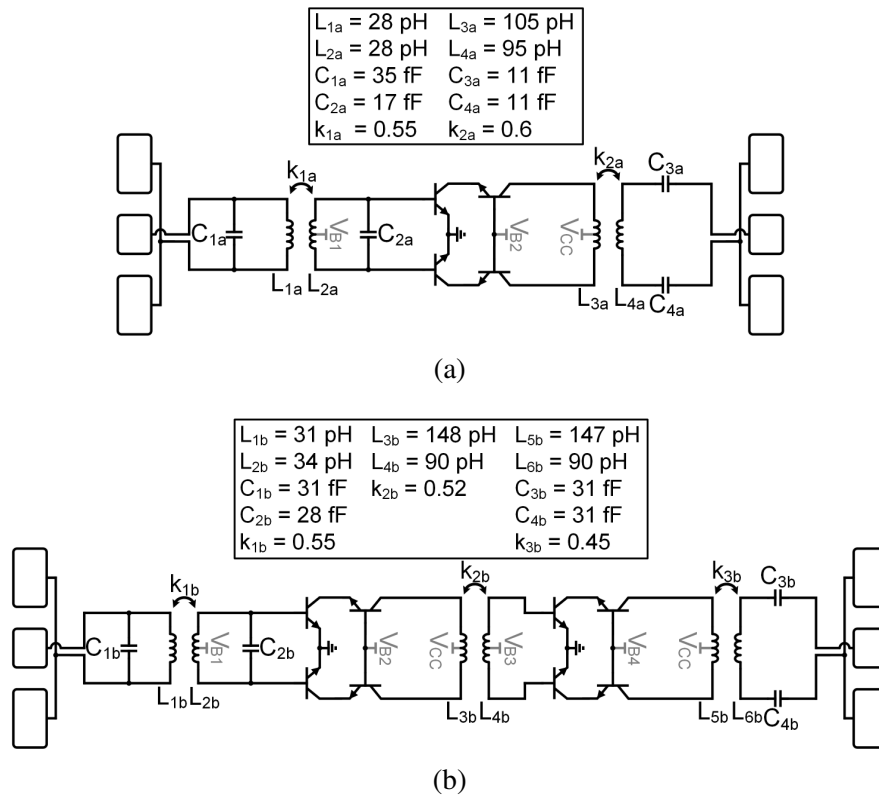 L1a = 28 pH L3a = 105 pH
L2a = 28 pH L4a = 95 pH
C1a = 35 fF C3a = 11 fF
C2a = 17 fF C4a = 11 fF
k1a = 0.55 k2a = 0.6
k1a k2a C3a
C1a VB1 C2a VB2 VCC
L1a L2a L3a L4a C4a
(a)
L1b = 31 pH L3b = 148 pH L5b = 147 pH
L2b = 34 pH L4b = 90 pH L6b = 90 pH
C1b = 31 fF k2b = 0.52 C3b = 31 fF
C2b = 28 fF C4b = 31 fF
k1b = 0.55 k3b = 0.45
k1b k2b k3b C3b
C1b VB1 C2b VB2 VCC VB3 VB4 VCC
L1b L2b L3b L4b L5b L6b C4b
(b)